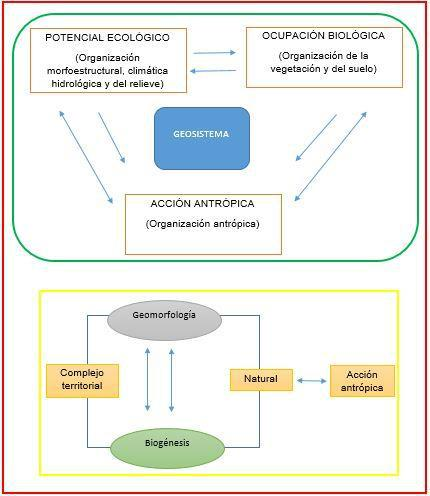 POTENCIAL ECOLÓGICO
(Organización
morfoestructural, climática
hidrológica y del relieve)
OCUPACIÓN BIOLÓGICA
(Organización de la
vegetación y del suelo)
GEOSISTEMA
ACCIÓN ANTRÓPICA
(Organización antrópica)
Geomorfología
Complejo
territorial
Natural
Acción
antrópica
Biogénesis